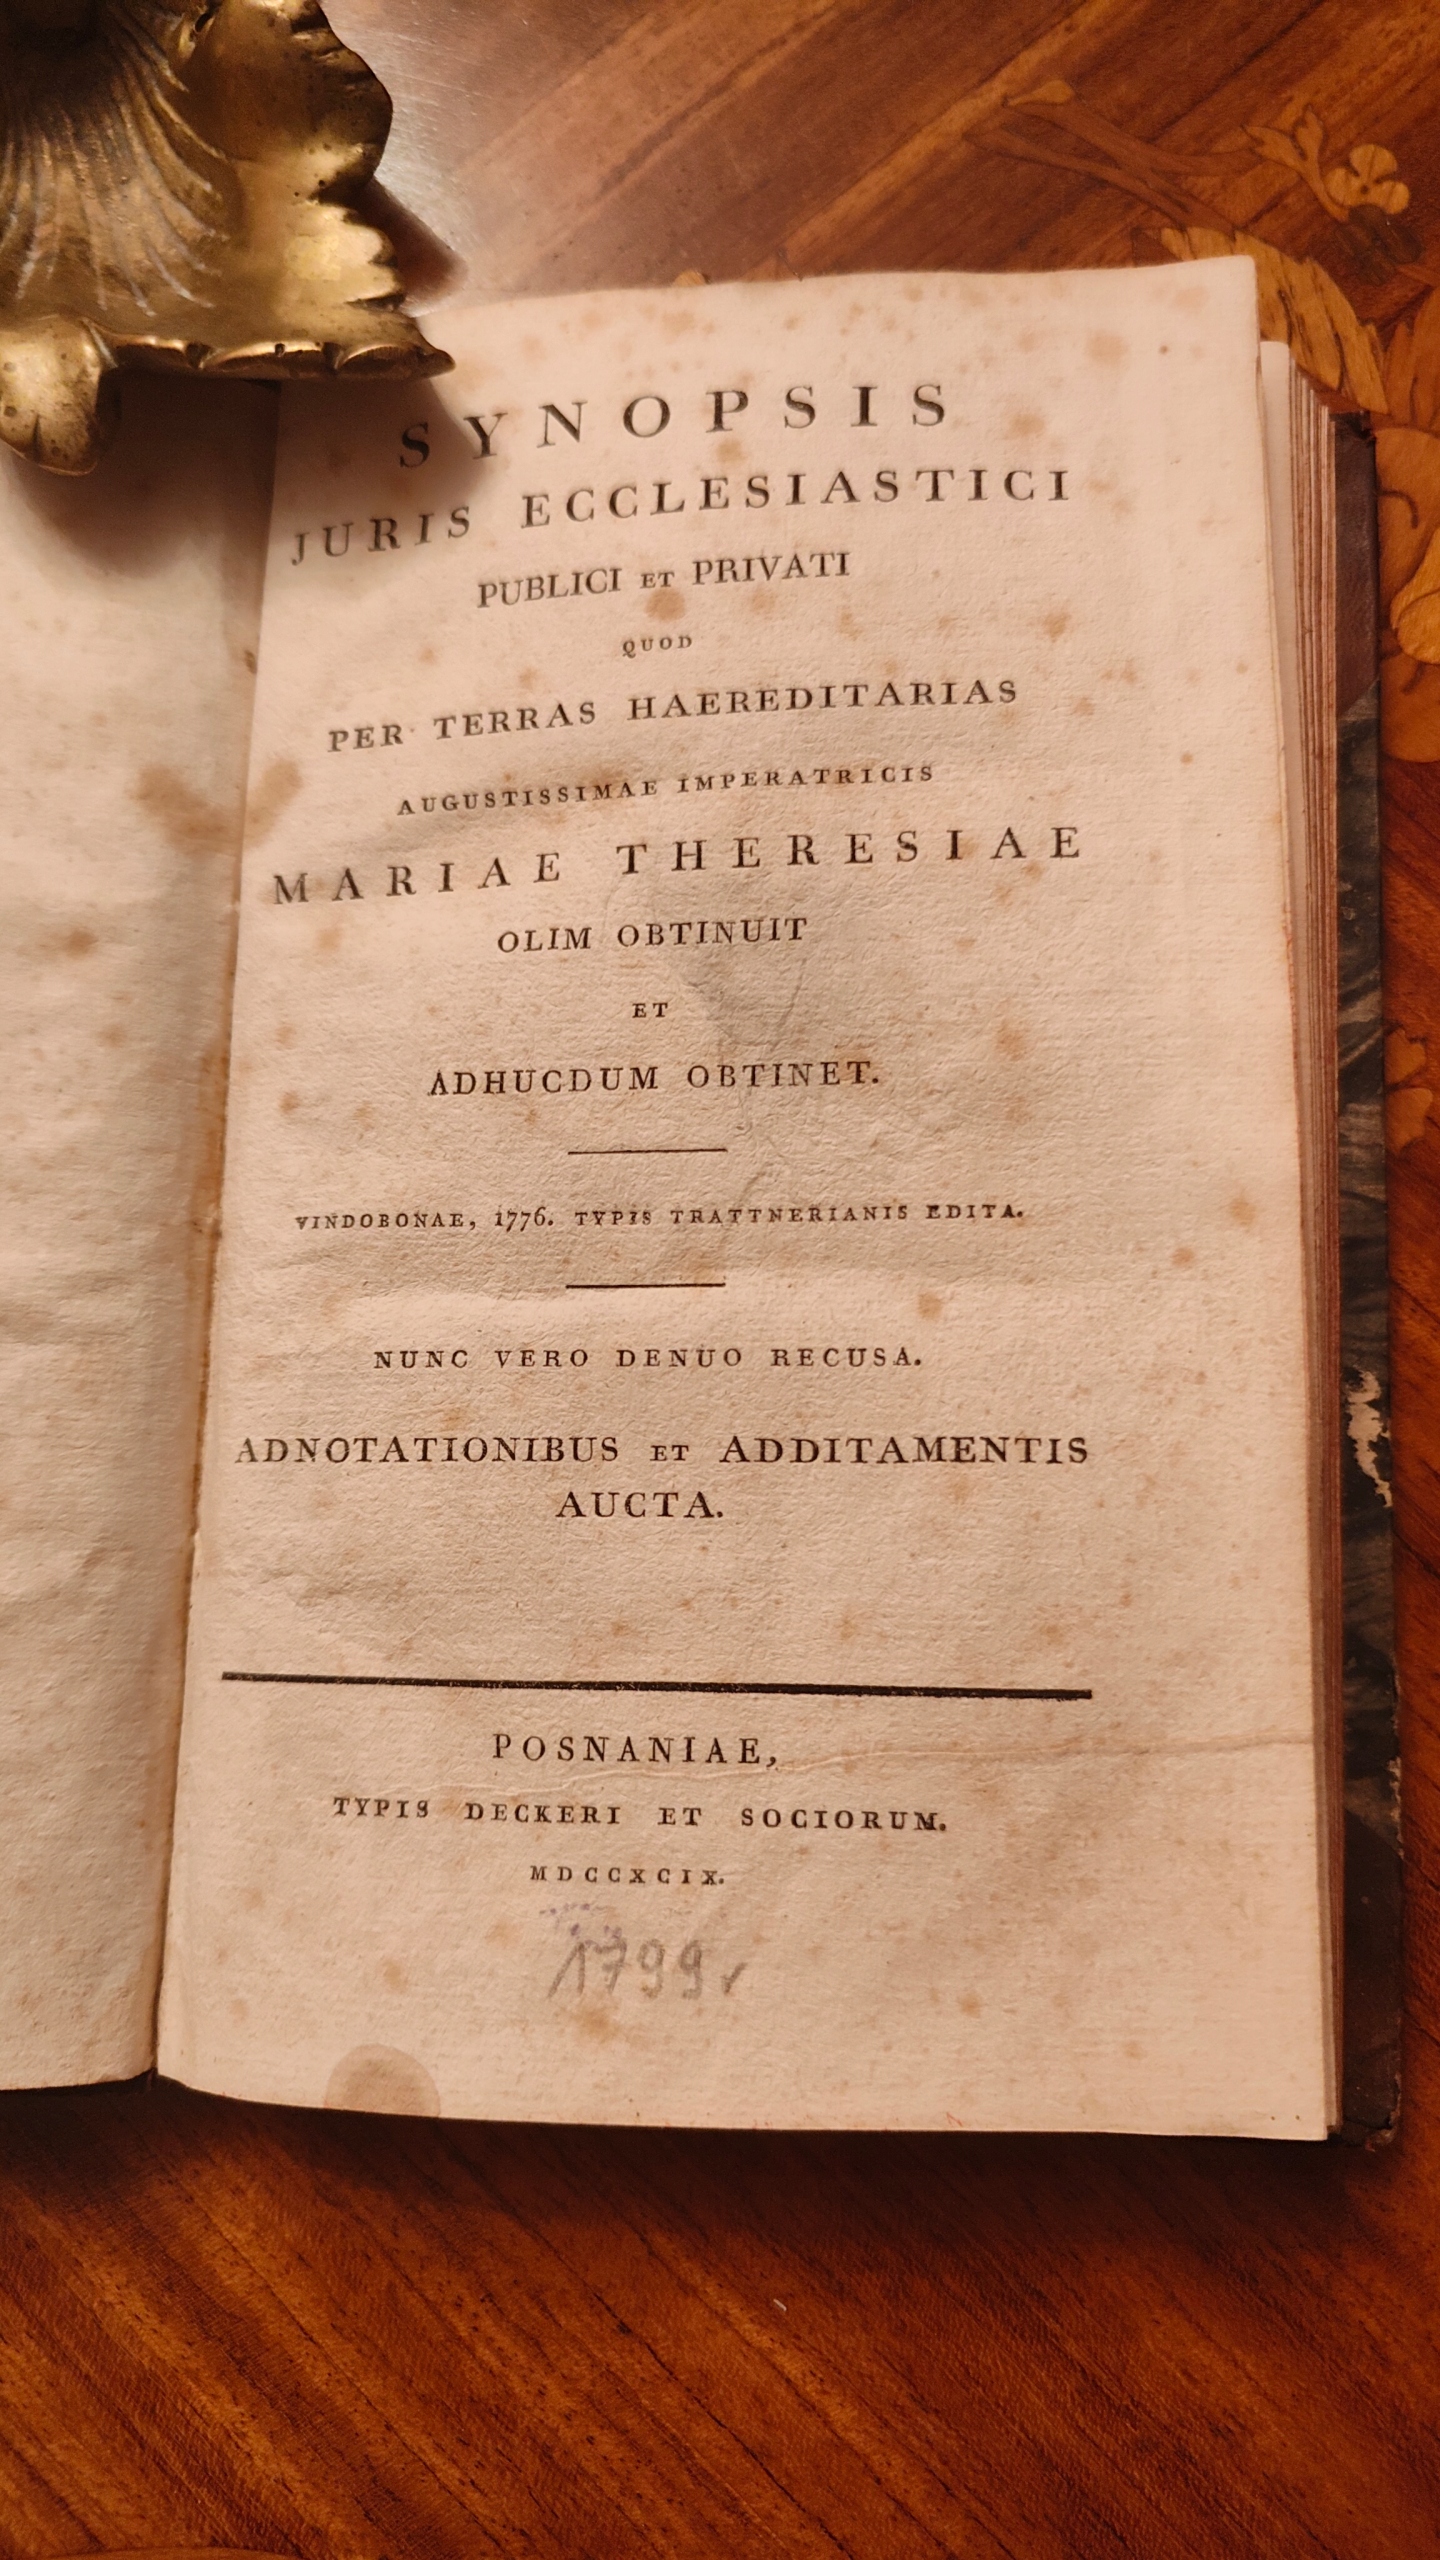 SYNOPSIS
JURIS ECCLESIASTICI
PUBLICI ET PRIVATI
QUOD
PER TERRAS HAEREDITARIAS
AUGUSTISSIMAE IMPERATRICIS
MARIAE THERESIAE
OLIM OBTINUIT
ET
ADHUCDUM OBTINET.
VINDOBONAE, 1776. TYPIS TRATTNERIANIS EDITA.
NUNC VERO DENUO RECUSA.
ADNOTATIONIBUS ET ADDITAMENTIS
AUCTA.
POSNANIAE,
TYPIS DECKERI ET SOCIORUM.
MDCCXCIX.
1799 r